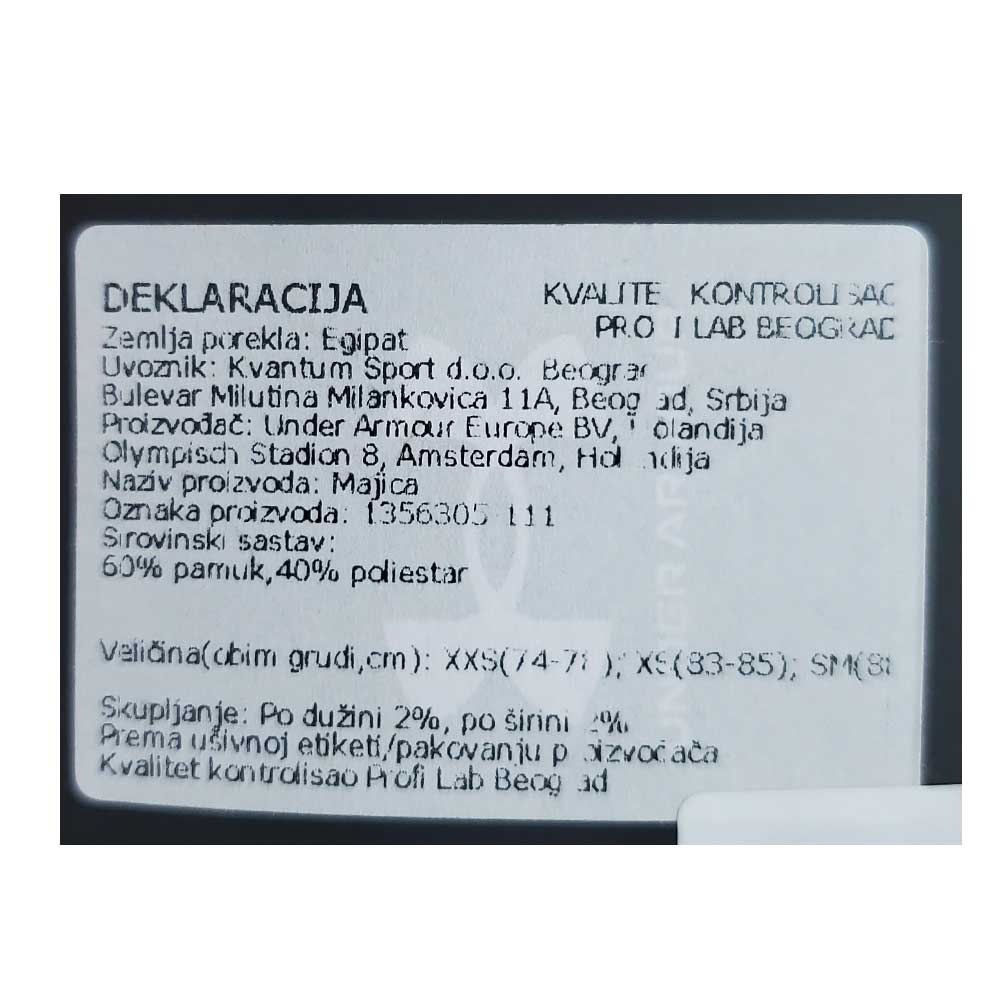 DEKLARACIJA
KVALITE KONTROLISAO
PROFI LAB BEOGRAD
Zemlja porekla: Egipat
Uvoznik: Kvantum Sport d.o.o. Beograd
Bulevar Milutina Milankovica 11A, Beograd, Srbija
Proizvođač: Under Armour Europe BV, Holandija
Olympisch Stadion 8, Amsterdam, Holandija
Naziv proizvoda: Majica
Oznaka proizvoda: 1356305 111
Sirovinski sastav:
60% pamuk,40% poliestar
Veličina(obim grudi,cm): XXS(74-7 ); XS(83-85); SM(8
Skupljanje: Po dužini 2%, po širini 2%
Prema ušivnoj etiketi/pakovanju proizvođača
Kvalitet kontrolisao Profi Lab Beograd